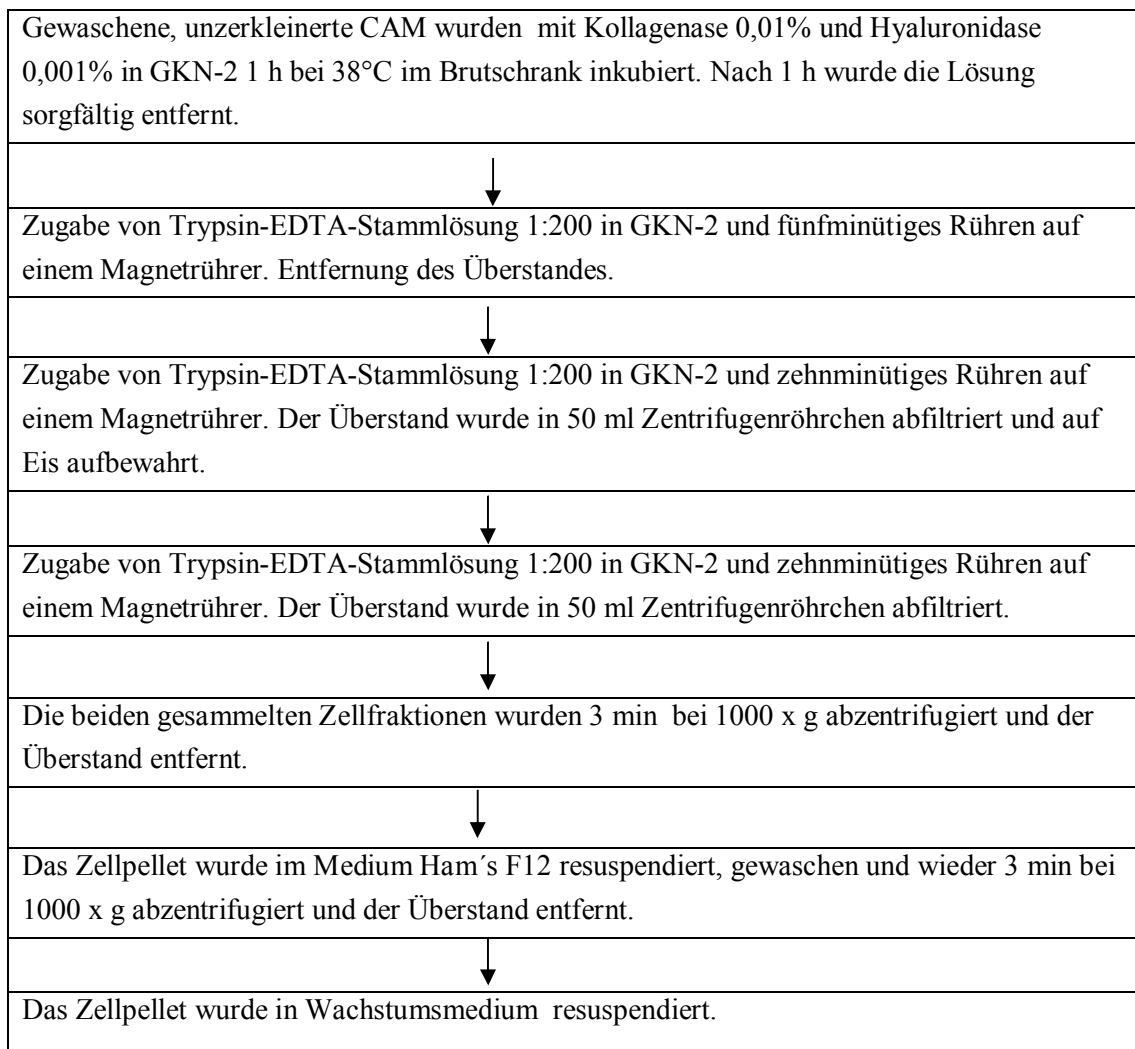 Gewaschene, unzerkleinerte CAM wurden  mit Kollagenase 0,01% und Hyaluronidase
0,001% in GKN-2 1 h bei 38°C im Brutschrank inkubiert. Nach 1 h wurde die Lösung
sorgfältig entfernt.
Zugabe von Trypsin-EDTA-Stammlösung 1:200 in GKN-2 und fünfminütiges Rühren auf
einem Magnetrührer. Entfernung des Überstandes.
Zugabe von Trypsin-EDTA-Stammlösung 1:200 in GKN-2 und zehnminütiges Rühren auf
einem Magnetrührer. Der Überstand wurde in 50 ml Zentrifugenröhrchen abfiltriert und auf
Eis aufbewahrt.
Zugabe von Trypsin-EDTA-Stammlösung 1:200 in GKN-2 und zehnminütiges Rühren auf
einem Magnetrührer. Der Überstand wurde in 50 ml Zentrifugenröhrchen abfiltriert.
Die beiden gesammelten Zellfraktionen wurden 3 min  bei 1000 x g abzentrifugiert und der
Überstand entfernt.
Das Zellpellet wurde im Medium Ham´s F12 resuspendiert, gewaschen und wieder 3 min bei
1000 x g abzentrifugiert und der Überstand entfernt.
Das Zellpellet wurde in Wachstumsmedium  resuspendiert.